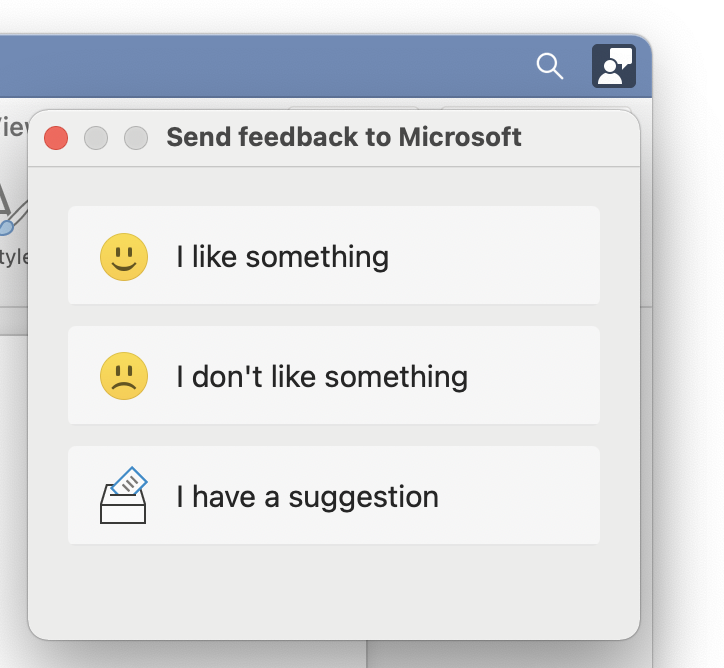 Send feedback to Microsoft
I like something
I don't like something
I have a suggestion